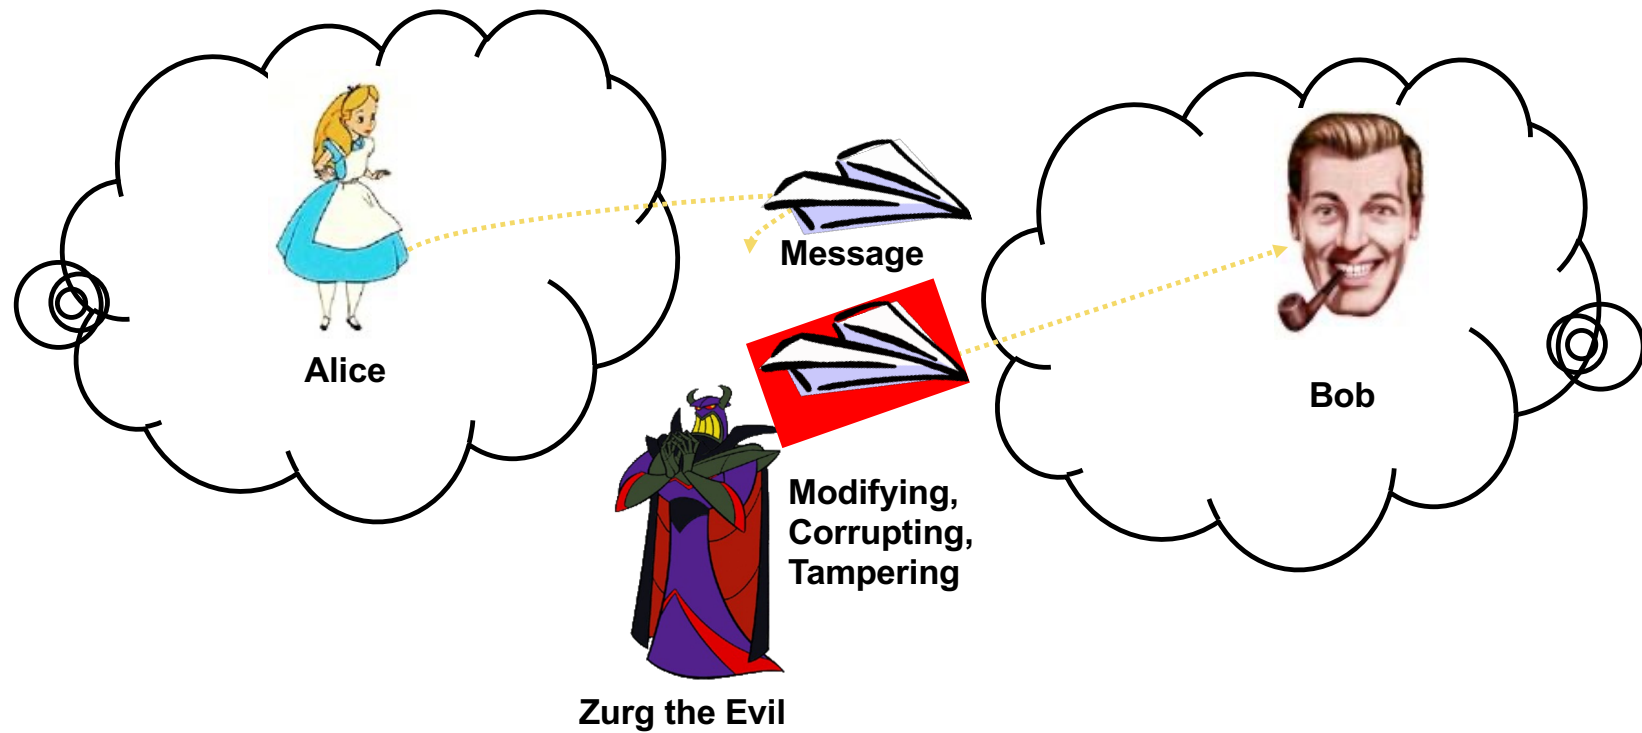 Message
Alice
Bob
Modifying,
Corrupting,
Tampering
Zurg the Evil